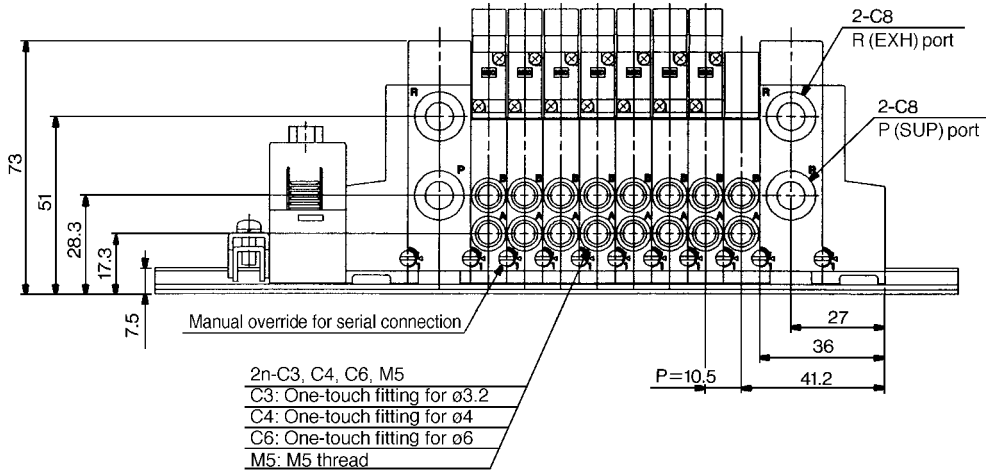 2-C8
R (EXH) port
2-C8
P (SUP) port
R
P
B B B B B B B B
A A A A A A A A
73
51
28.3
17.3
7.5
Manual override for serial connection
27
36
P=10.5
41.2
2n-C3, C4, C6, M5
C3: One-touch fitting for ø3.2
C4: One-touch fitting for ø4
C6: One-touch fitting for ø6
M5: M5 thread